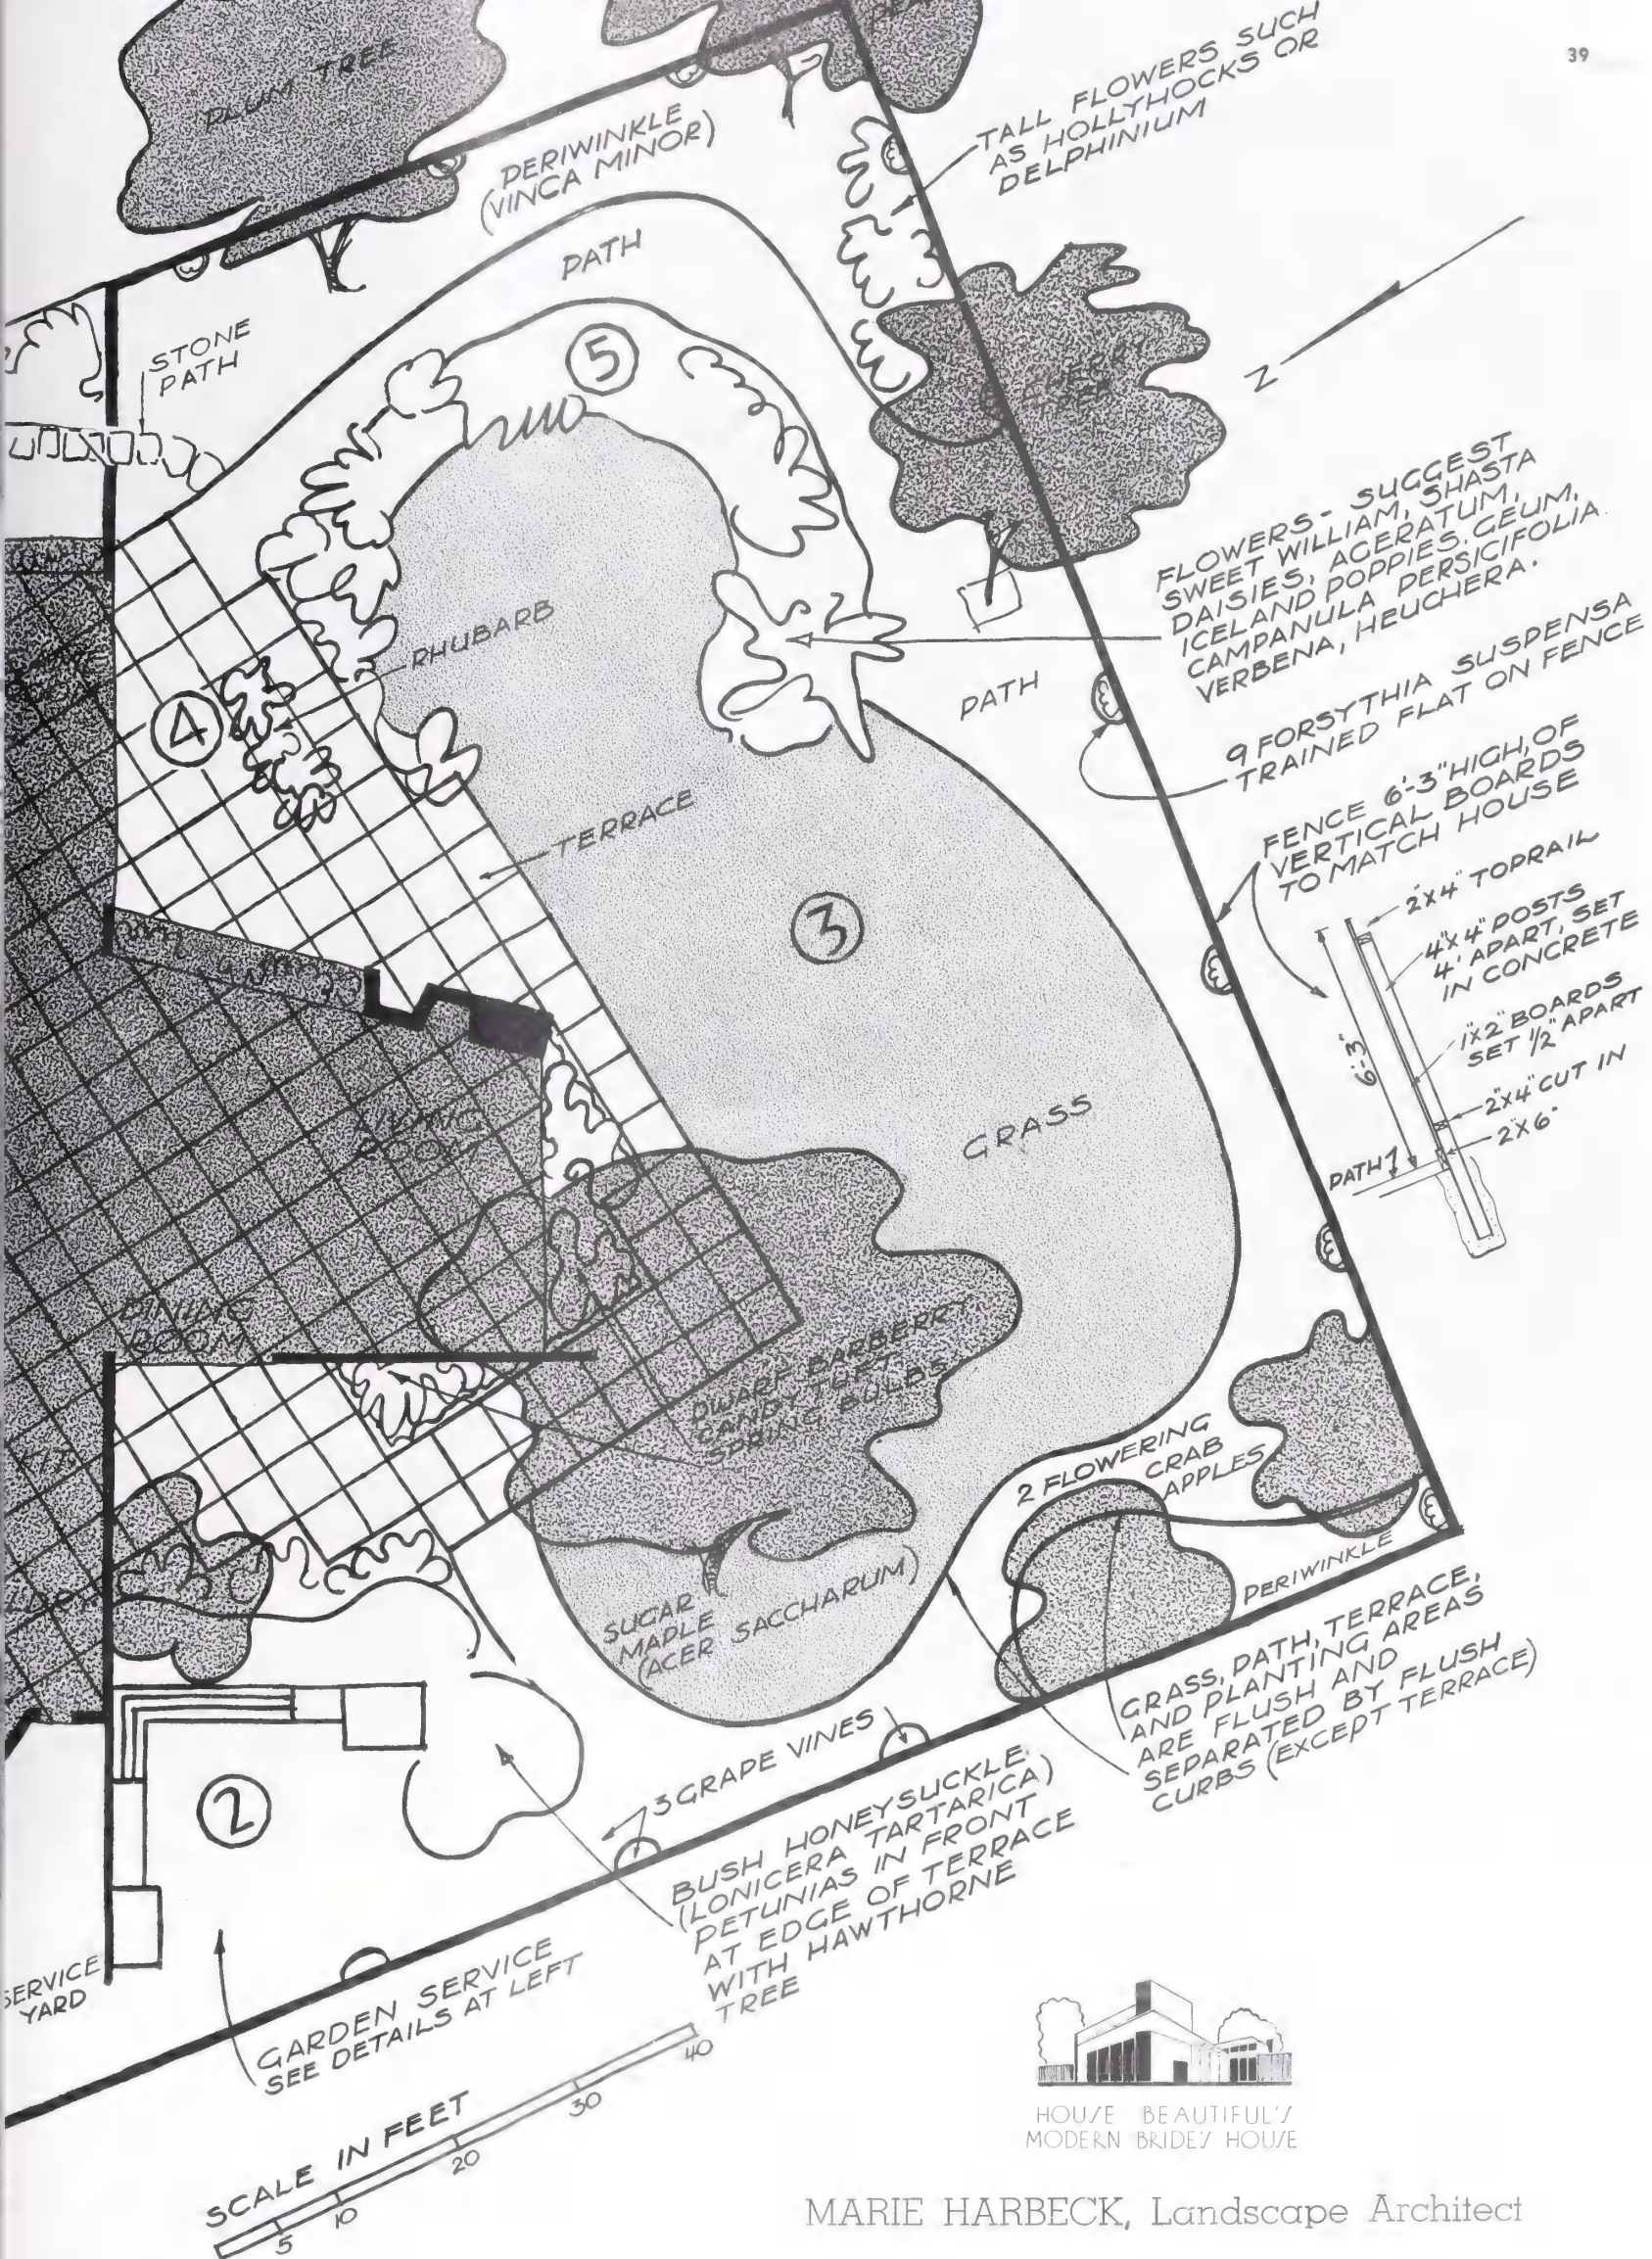 39
PLUM TREE
PERIWINKLE
(VINCA MINOR)
TALL FLOWERS SUCH
AS HOLLYHOCKS OR
DELPHINIUM
PATH
STONE
PATH
5
N
CHERRY
TREE
FLOWERS - SUGGEST
SWEET WILLIAM, SHASTA
DAISIES, AGERATUM,
ICELAND POPPIES, GEUM,
CAMPANULA PERSICIFOLIA
VERBENA, HEUCHERA.
RHUBARB
4
PATH
9 FORSYTHIA SUSPENSA
TRAINED FLAT ON FENCE
TERRACE
FENCE 6'-3" HIGH, OF
VERTICAL BOARDS
TO MATCH HOUSE
2"X4" TOPRAIL
4"X4" POSTS
4' APART, SET
IN CONCRETE
1"X2" BOARDS
SET 1/2" APART
6'-3"
2"X4" CUT IN
2"X6"
PATH
3
GRASS
LIVING
ROOM
DINING
ROOM
DWARF BARBERRY
CANDYTUFT
SPRING BULBS
2 FLOWERING
CRAB
APPLES
PERIWINKLE
SUGAR
MAPLE
(ACER SACCHARUM)
GRASS, PATH, TERRACE,
AND PLANTING AREAS
ARE FLUSH AND
SEPARATED BY FLUSH
CURBS (EXCEPT TERRACE)
3 GRAPE VINES
2
BUSH HONEYSUCKLE
(LONICERA TARTARICA)
PETUNIAS IN FRONT
AT EDGE OF TERRACE
WITH HAWTHORNE
TREE
SERVICE
YARD
GARDEN SERVICE
SEE DETAILS AT LEFT
SCALE IN FEET
5
10
20
30
40
HOUSE BEAUTIFUL'S
MODERN BRIDE'S HOUSE
MARIE HARBECK, Landscape Architect